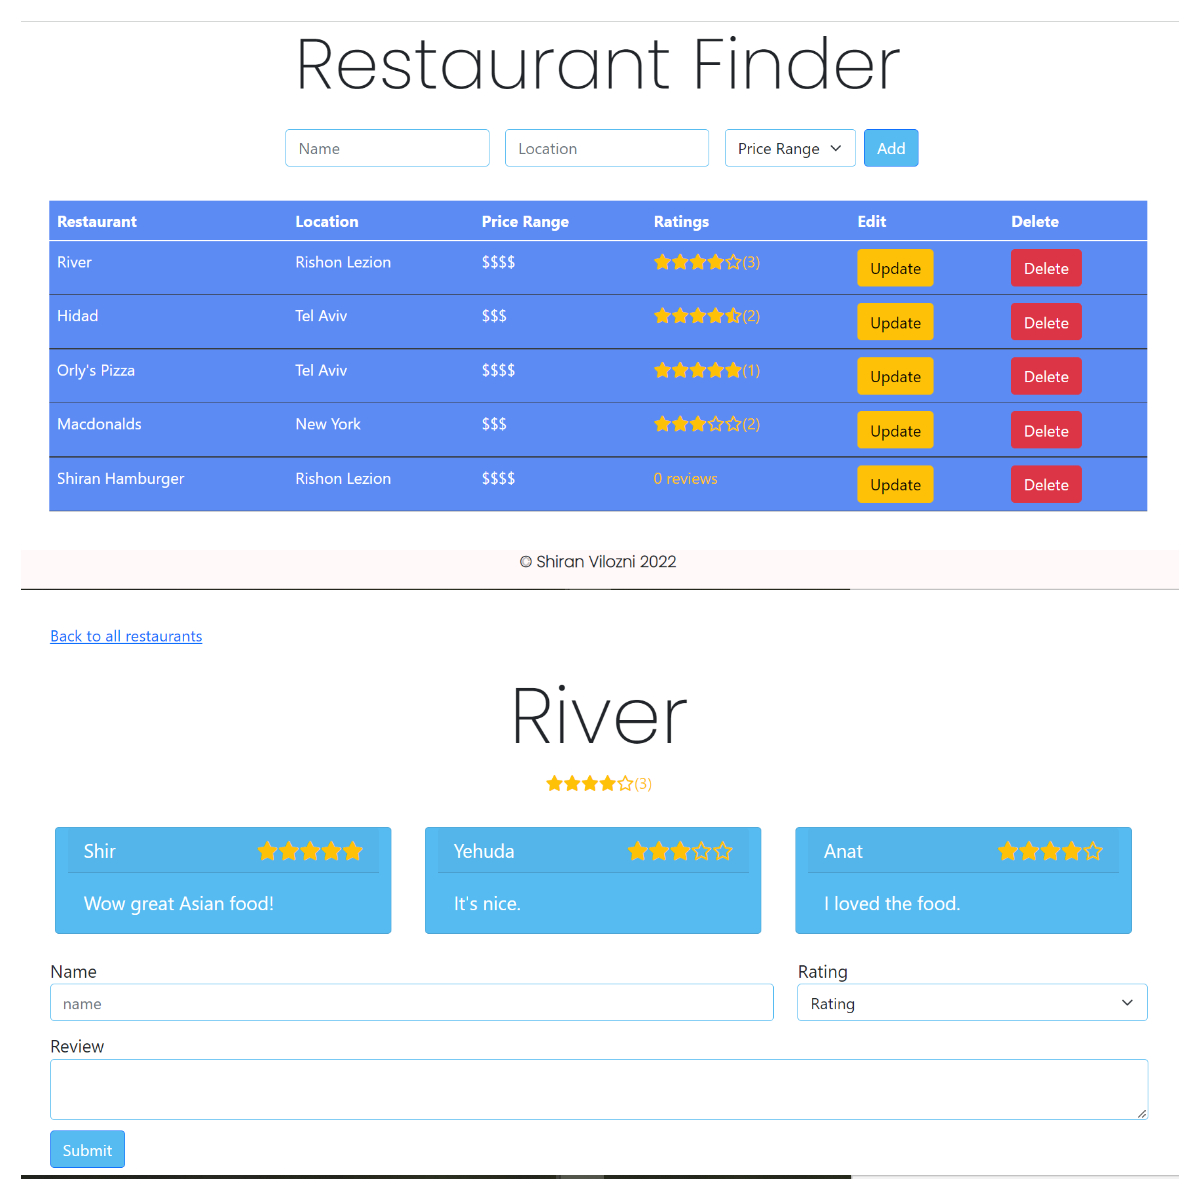 Restaurant Finder
Name Location Price Range Add
Restaurant Location Price Range Ratings Edit Delete
River Rishon Lezion $$$$ (3) Update Delete
Hidad Tel Aviv $$$ (2) Update Delete
Orly's Pizza Tel Aviv $$$$ (1) Update Delete
Macdonalds New York $$$ (2) Update Delete
Shiran Hamburger Rishon Lezion $$$$ 0 reviews Update Delete
© Shiran Vilozni 2022
Back to all restaurants
River
(3)
Shir Yehuda Anat
Wow great Asian food! It's nice. I loved the food.
Name Rating
name Rating
Review
Submit